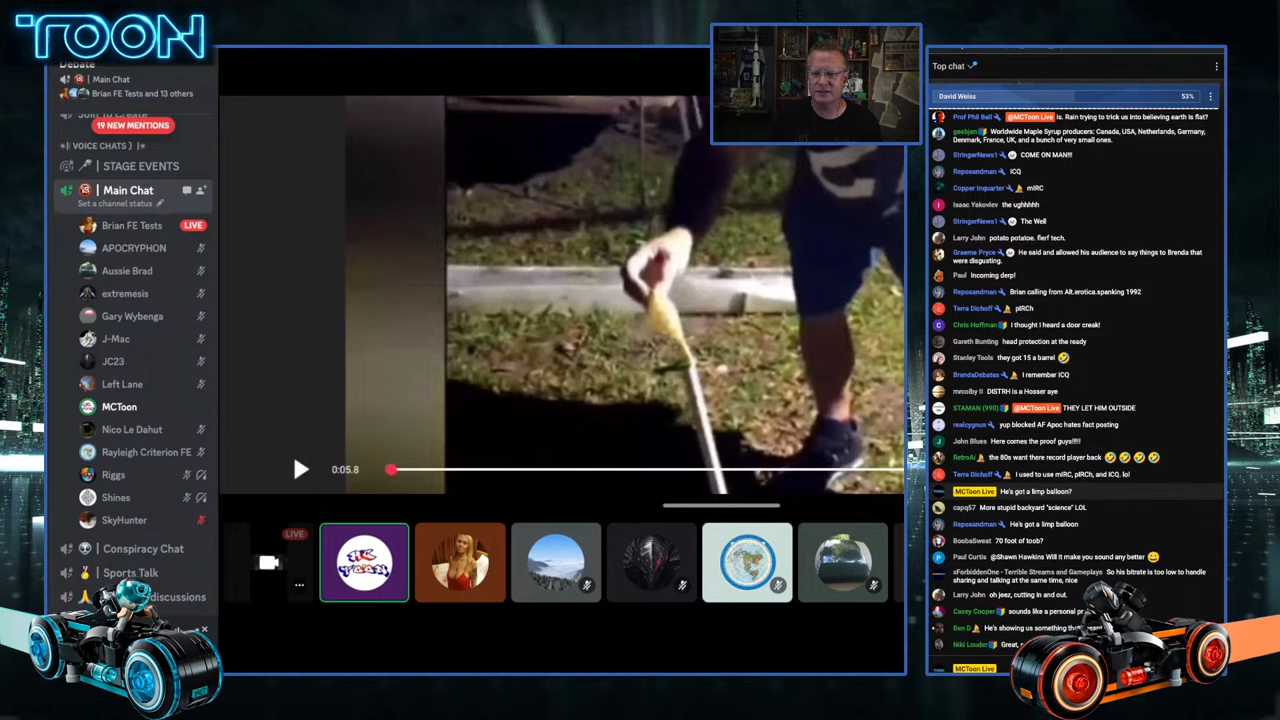 TOON
Debate
Main Chat
Brian FE Tests and 13 others
19 NEW MENTIONS
VOICE CHATS
| STAGE EVENTS
| Main Chat
Set a channel status
Brian FE Tests LIVE
APOCRYPHON
Aussie Brad
extremesis
Gary Wybenga
J-Mac
JC23
Left Lane
MCToon
Nico Le Dahut
Rayleigh Criterion FE
Riggs
Shines
SkyHunter
| Conspiracy Chat
| Sports Talk
discussions
0:05.8
LIVE
Top chat
David Weiss 53%
Prof Phil Bell @MCToon Live is. Rain trying to trick us into believing earth is flat?
geebjen Worldwide Maple Syrup producers: Canada, USA, Netherlands, Germany,
Denmark, France, UK, and a bunch of very small ones.
StringerNews1 COME ON MAN!!!
Reposandman ICQ
Copper Inquarter mIRC
Isaac Yakovlev the ughhhhh
StringerNews1 The Well
Larry John potato potatoe. flerf tech.
Graeme Pryce He said and allowed his audience to say things to Brenda that
were disgusting.
Paul Incoming derp!
Reposandman Brian calling from Alt.erotica.spanking 1992
Terra Dichoff pIRCh
Chris Hoffman I thought I heard a door creak!
Gareth Bunting head protection at the ready
Stanley Tools they got 15 a barrel 🤣
BrendaDebates I remember ICQ
mrcolby II DISTRH is a Hosser aye
STAMAN (990) @MCToon Live THEY LET HIM OUTSIDE
realcygnus yup blocked AF Apoc hates fact posting
John Blues Here comes the proof guys!!!!!
RetroAi the 80s want there record player back 🤣🤣🤣🤣
Terra Dichoff I used to use mIRC, pIRCh, and ICQ. lol
MCToon Live He's got a limp balloon?
capq57 More stupid backyard "science" LOL
Reposandman He's got a limp balloon
BoobaSweat 70 foot of toob?
Paul Curtis @Shawn Hawkins Will it make you sound any better 😀
xForbiddenOne - Terrible Streams and Gameplays So his bitrate is too low to handle
sharing and talking at the same time, nice
Larry John oh jeez, cutting in and out.
Casey Cooper sounds like a personal
Ben D He's showing us something
Niki Louder Great,
MCToon Live